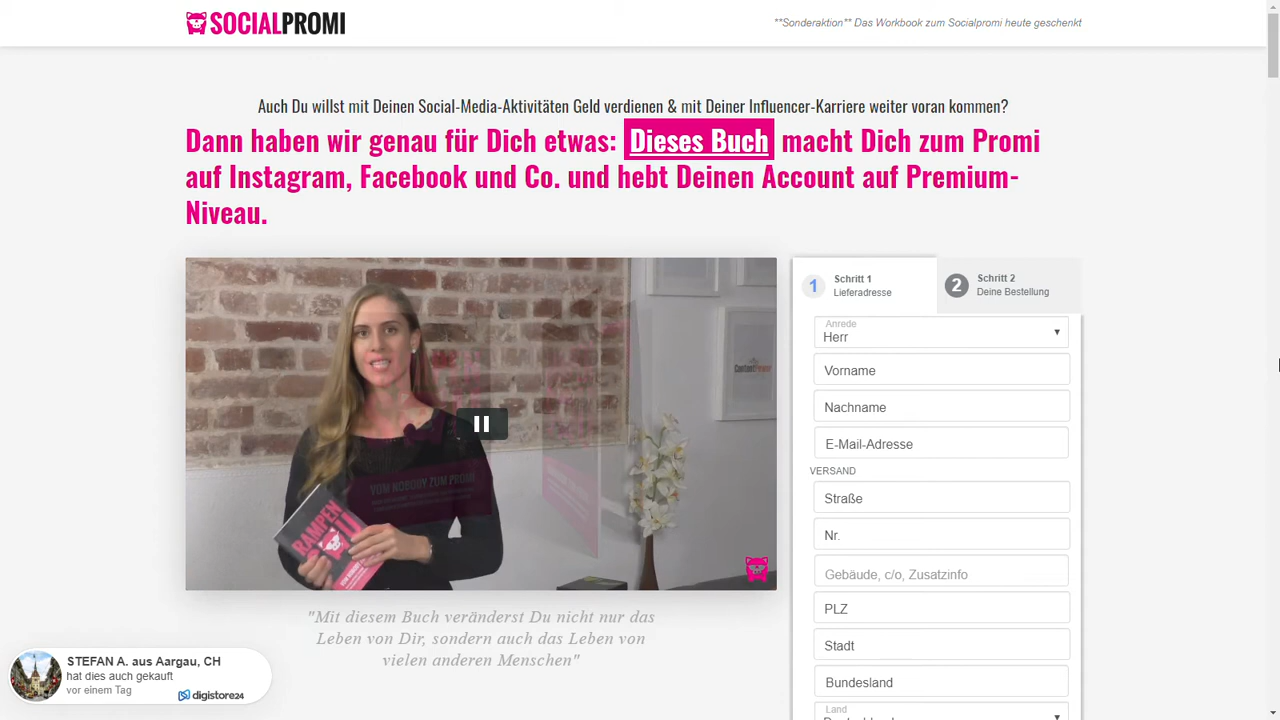 SOCIALPROMI
**Sonderaktion** Das Workbook zum Socialpromi heute geschenkt
Auch Du willst mit Deinen Social-Media-Aktivitäten Geld verdienen & mit Deiner Influencer-Karriere weiter voran kommen?
Dann haben wir genau für Dich etwas: Dieses Buch macht Dich zum Promi
auf Instagram, Facebook und Co. und hebt Deinen Account auf Premium-
Niveau.
1
Schritt 1
Lieferadresse
2
Schritt 2
Deine Bestellung
Anrede
Herr
Vorname
Nachname
E-Mail-Adresse
VERSAND
Straße
Nr.
Gebäude, c/o, Zusatzinfo
PLZ
Stadt
Bundesland
Land
VOM NOBODY ZUM PROMI
RAMPEN
"Mit diesem Buch veränderst Du nicht nur das
Leben von Dir, sondern auch das Leben von
vielen anderen Menschen"
STEFAN A. aus Aargau, CH
hat dies auch gekauft
vor einem Tag
digistore24